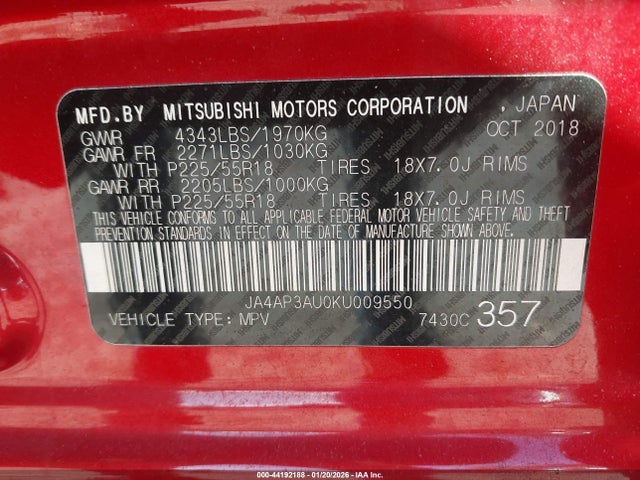 MFD.BY MITSUBISHI MOTORS CORPORATION , JAPAN
GVWR 4343LBS/1970KG OCT 2018
GAWR FR 2271LBS/1030KG
WITH P225/55R18 TIRES 18X7.0J RIMS
GAWR RR 2205LBS/1000KG
WITH P225/55R18 TIRES 18X7.0J RIMS
THIS VEHICLE CONFORMS TO ALL APPLICABLE FEDERAL MOTOR VEHICLE SAFETY AND THEFT
PREVENTION STANDARDS IN EFFECT ON THE DATE OF MANUFACTURE SHOWN ABOVE.
JA4AP3AU0KU009550
VEHICLE TYPE: MPV 7430C 357
000-44192188 - 01/20/2026 - IAA Inc.